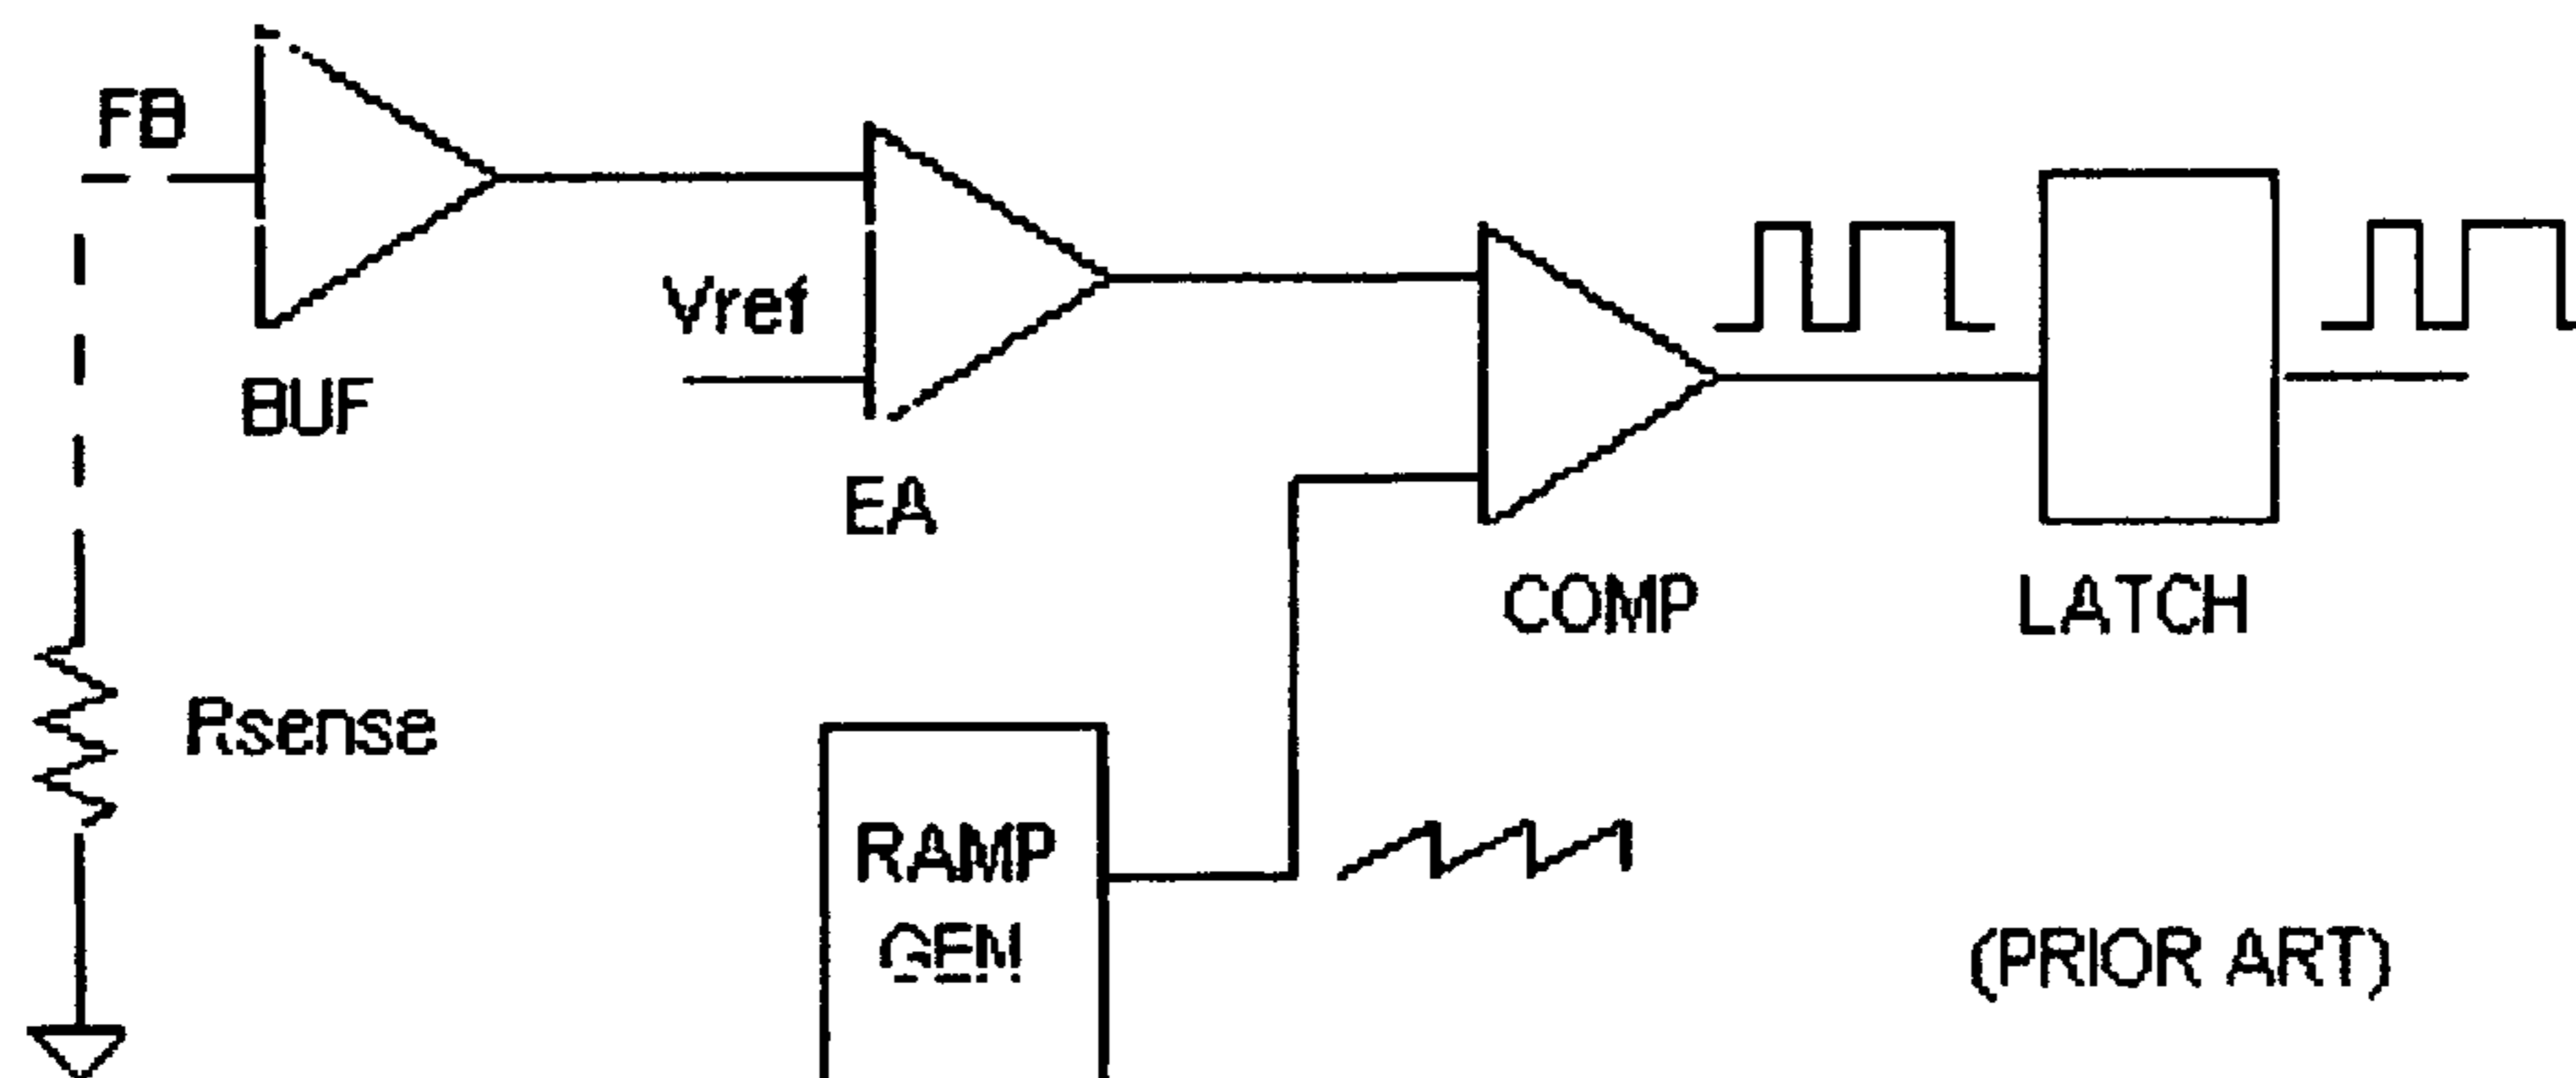 FB
BUF
Vref
EA
COMP
LATCH
Rsense
RAMP
GEN
(PRIOR ART)